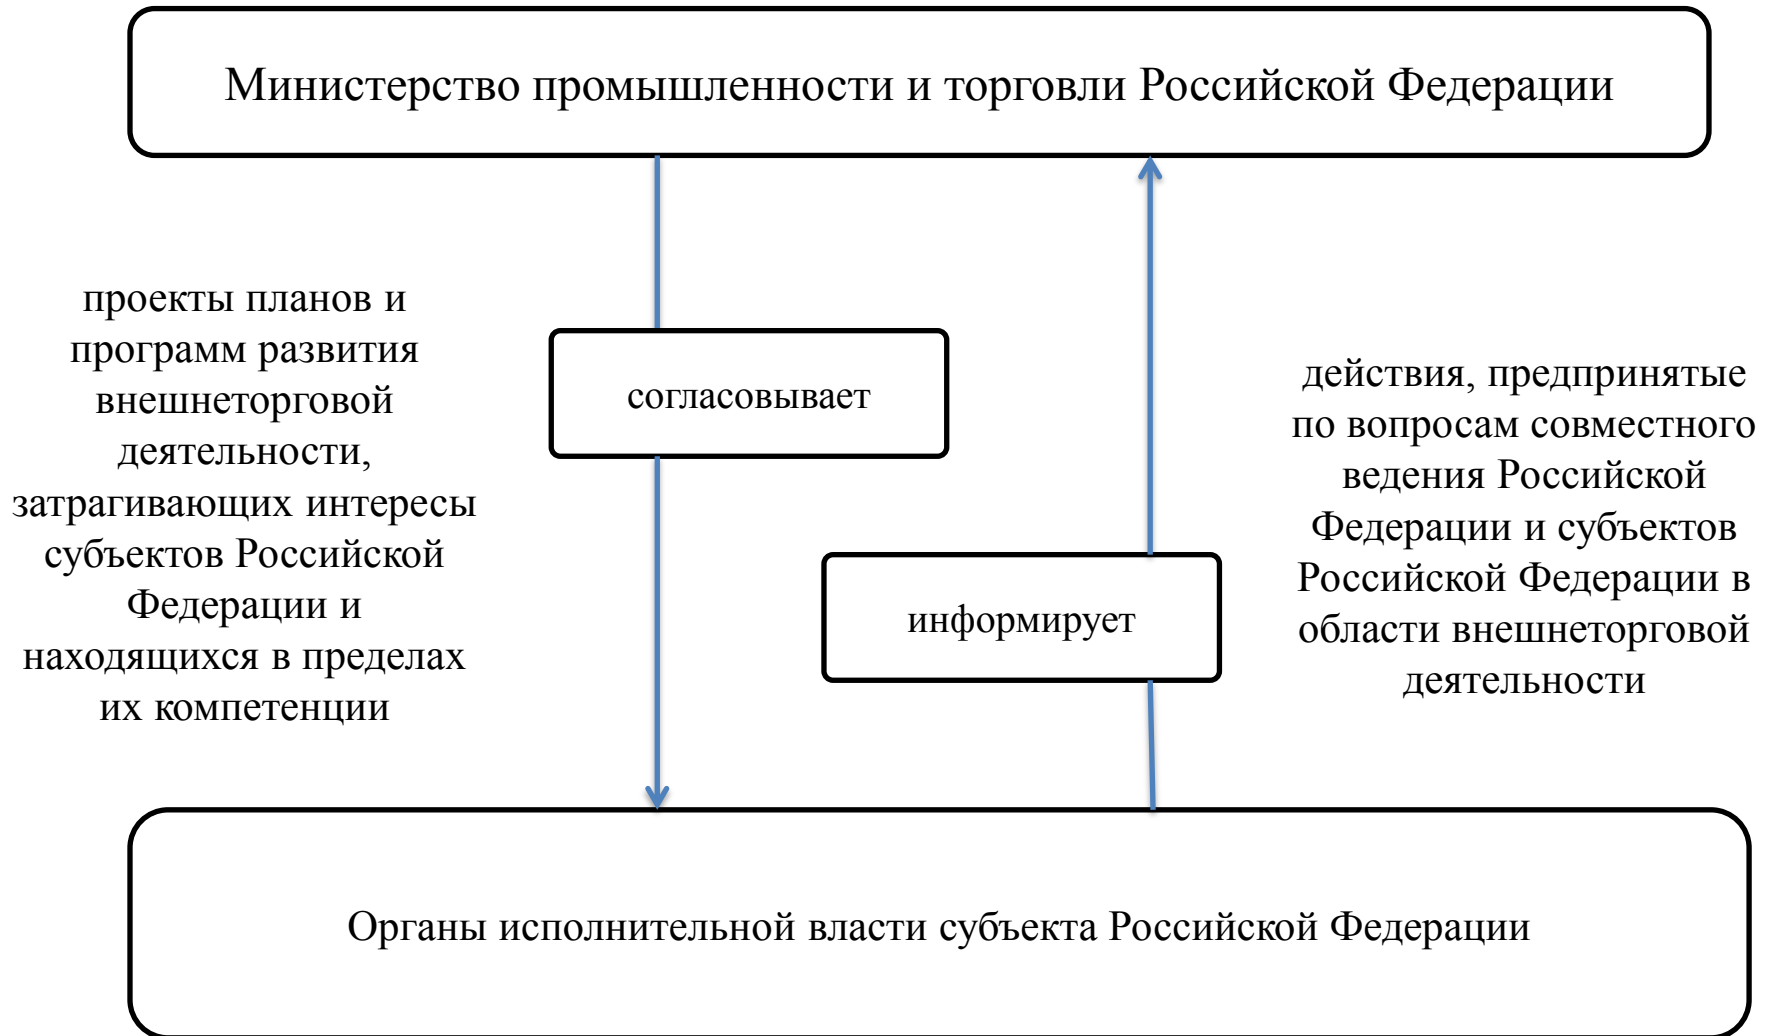 Министерство промышленности и торговли Российской Федерации
проекты планов и
программ развития
внешнеторговой
деятельности,
затрагивающих интересы
субъектов Российской
Федерации и
находящихся в пределах
их компетенции
согласовывает
информирует
действия, предпринятые
по вопросам совместного
ведения Российской
Федерации и субъектов
Российской Федерации в
области внешнеторговой
деятельности
Органы исполнительной власти субъекта Российской Федерации